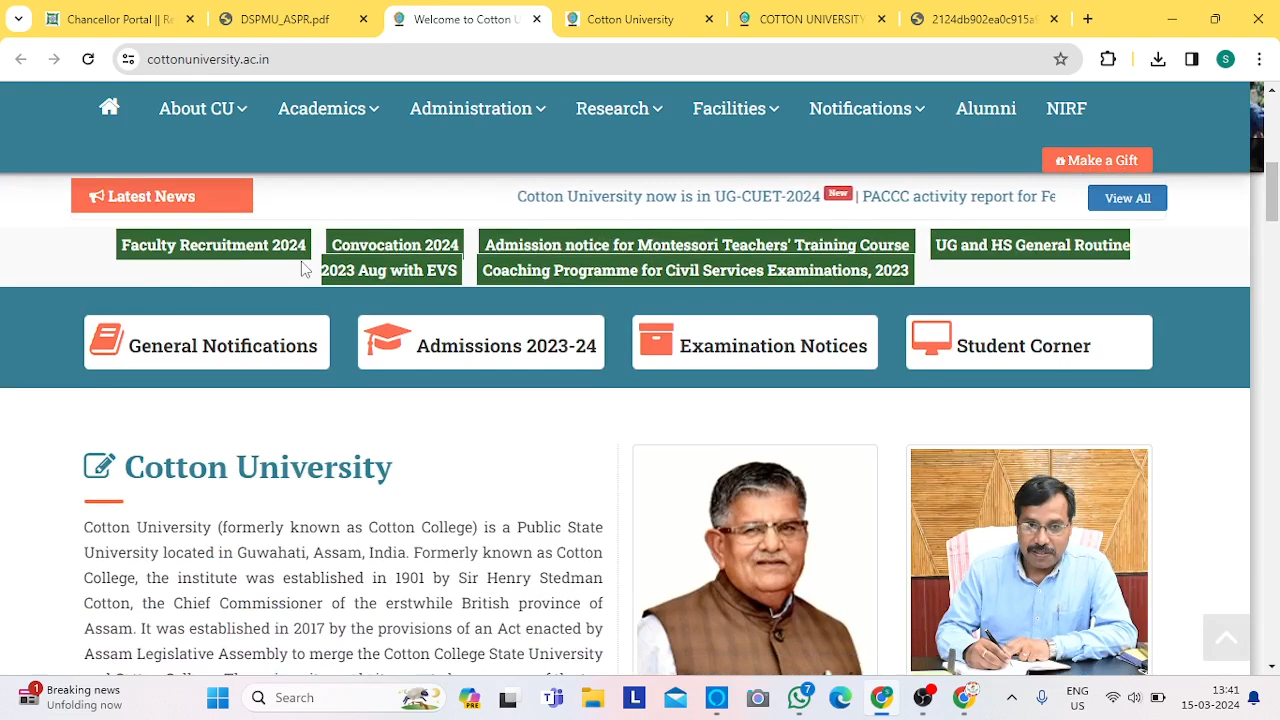 Chancellor Portal || Re
DSPMU_ASPR.pdf
Welcome to Cotton U
Cotton University
COTTON UNIVERSITY
2124db902ea0c915a
cottonuniversity.ac.in
S
About CU
Academics
Administration
Research
Facilities
Notifications
Alumni
NIRF
Make a Gift
Latest News
Cotton University now is in UG-CUET-2024 New | PACCC activity report for Fe
View All
Faculty Recruitment 2024
Convocation 2024
Admission notice for Montessori Teachers' Training Course
UG and HS General Routine
2023 Aug with EVS
Coaching Programme for Civil Services Examinations, 2023
General Notifications
Admissions 2023-24
Examination Notices
Student Corner
Cotton University
Cotton University (formerly known as Cotton College) is a Public State
University located in Guwahati, Assam, India. Formerly known as Cotton
College, the institute was established in 1901 by Sir Henry Stedman
Cotton, the Chief Commissioner of the erstwhile British province of
Assam. It was established in 2017 by the provisions of an Act enacted by
Assam Legislative Assembly to merge the Cotton College State University
1
Breaking news
Unfolding now
Search
L
7
ENG
US
13:41
15-03-2024